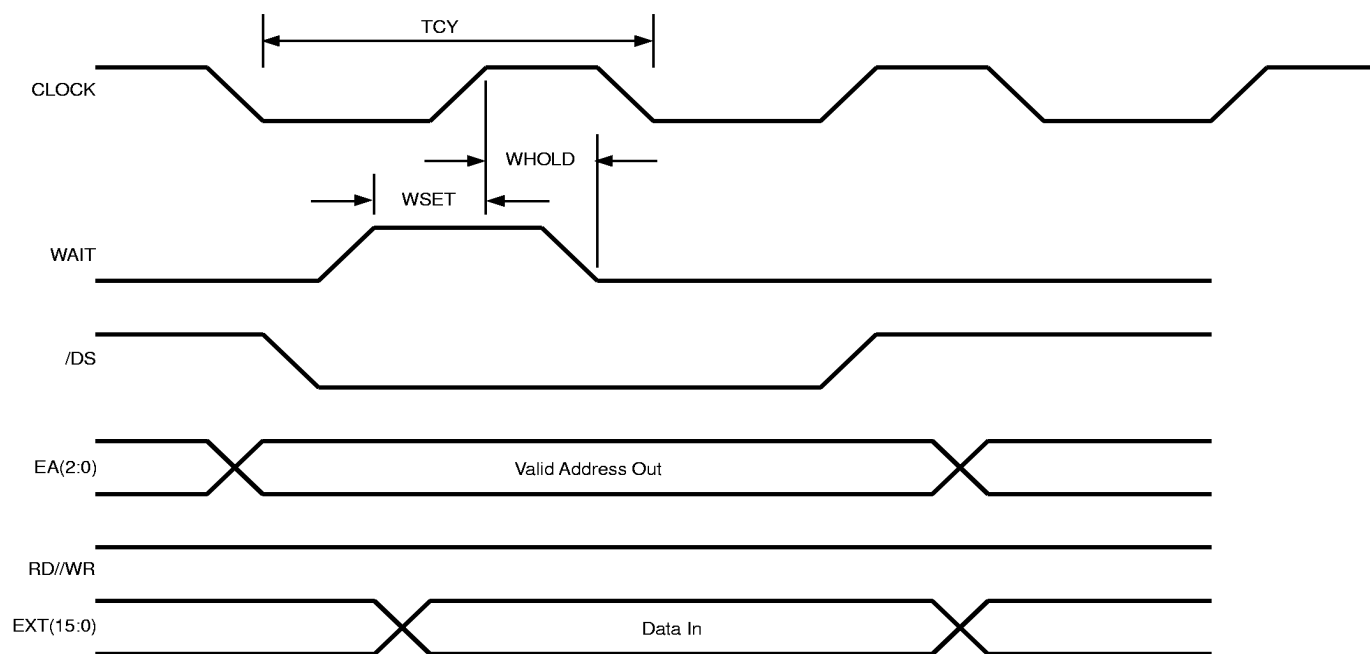 TCY
CLOCK
WHOLD
WSET
WAIT
/DS
EA(2:0)
Valid Address Out
RD//WR
EXT(15:0)
Data In